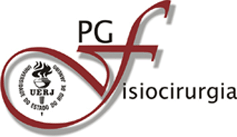 PG
fisiocirurgia
UERJ
UNIVERSIDADE DO ESTADO DO RIO DE JANEIRO